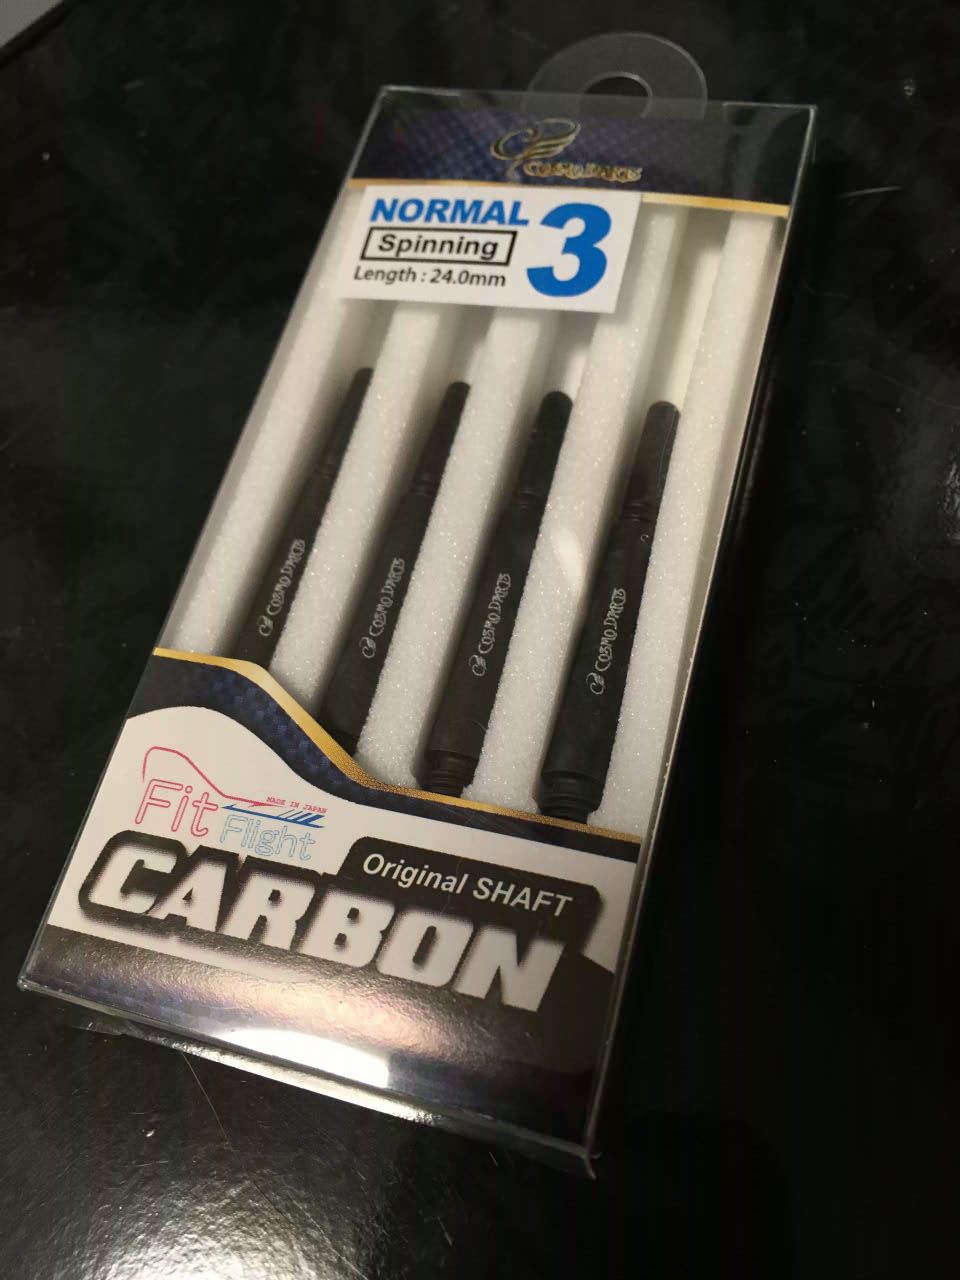 COSMO DARTS
NORMAL 3
Spinning
Length : 24.0mm
COSMO DARTS
COSMO DARTS
COSMO DARTS
COSMO DARTS
Fit
MADE IN JAPAN
Flight
Original SHAFT
CARBON